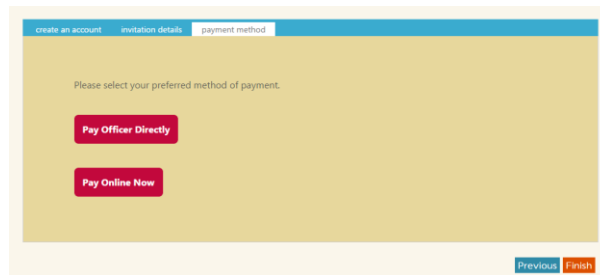 create an account invitation details payment method
Please select your preferred method of payment.
Pay Officer Directly
Pay Online Now
Previous Finish